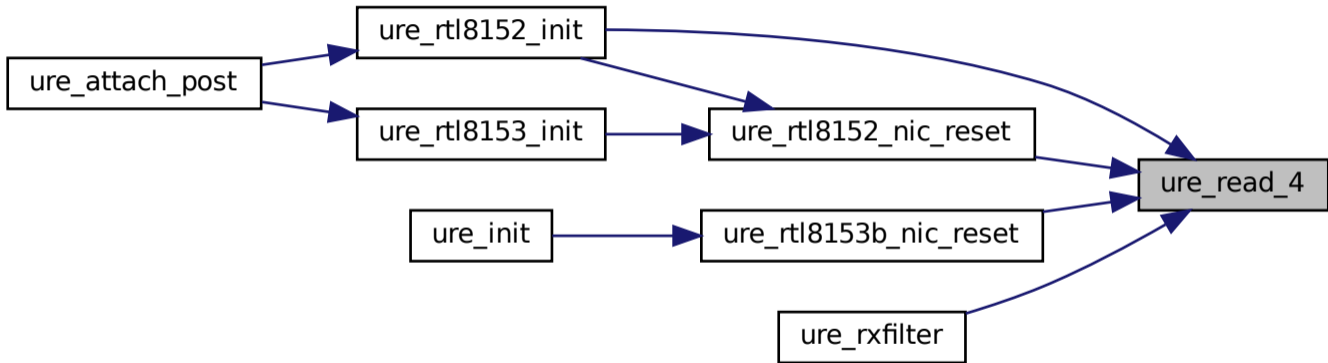 ure_rtl8152_init
ure_attach_post
ure_rtl8153_init
ure_rtl8152_nic_reset
ure_read_4
ure_init
ure_rtl8153b_nic_reset
ure_rxfilter